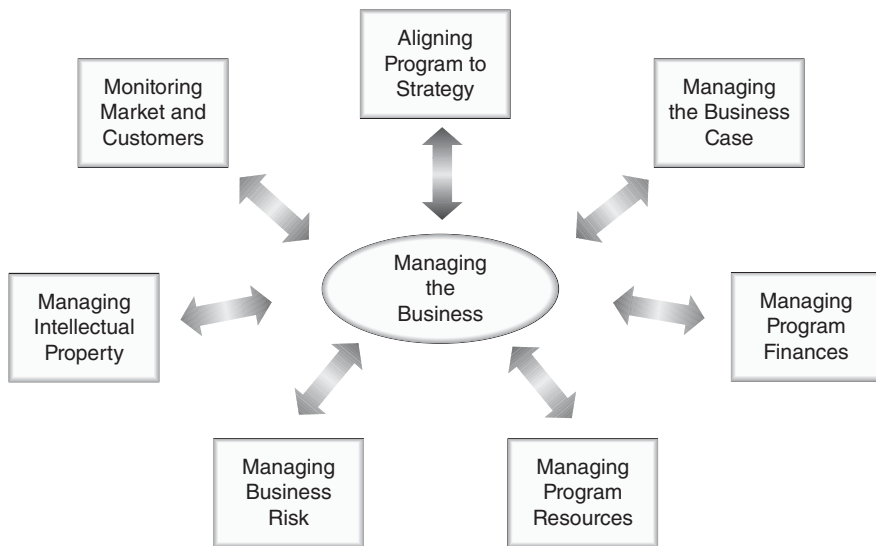 Aligning
Program to
Strategy
Monitoring
Market and
Customers
Managing
the Business
Case
Managing
the
Business
Managing
Intellectual
Property
Managing
Program
Finances
Managing
Business
Risk
Managing
Program
Resources